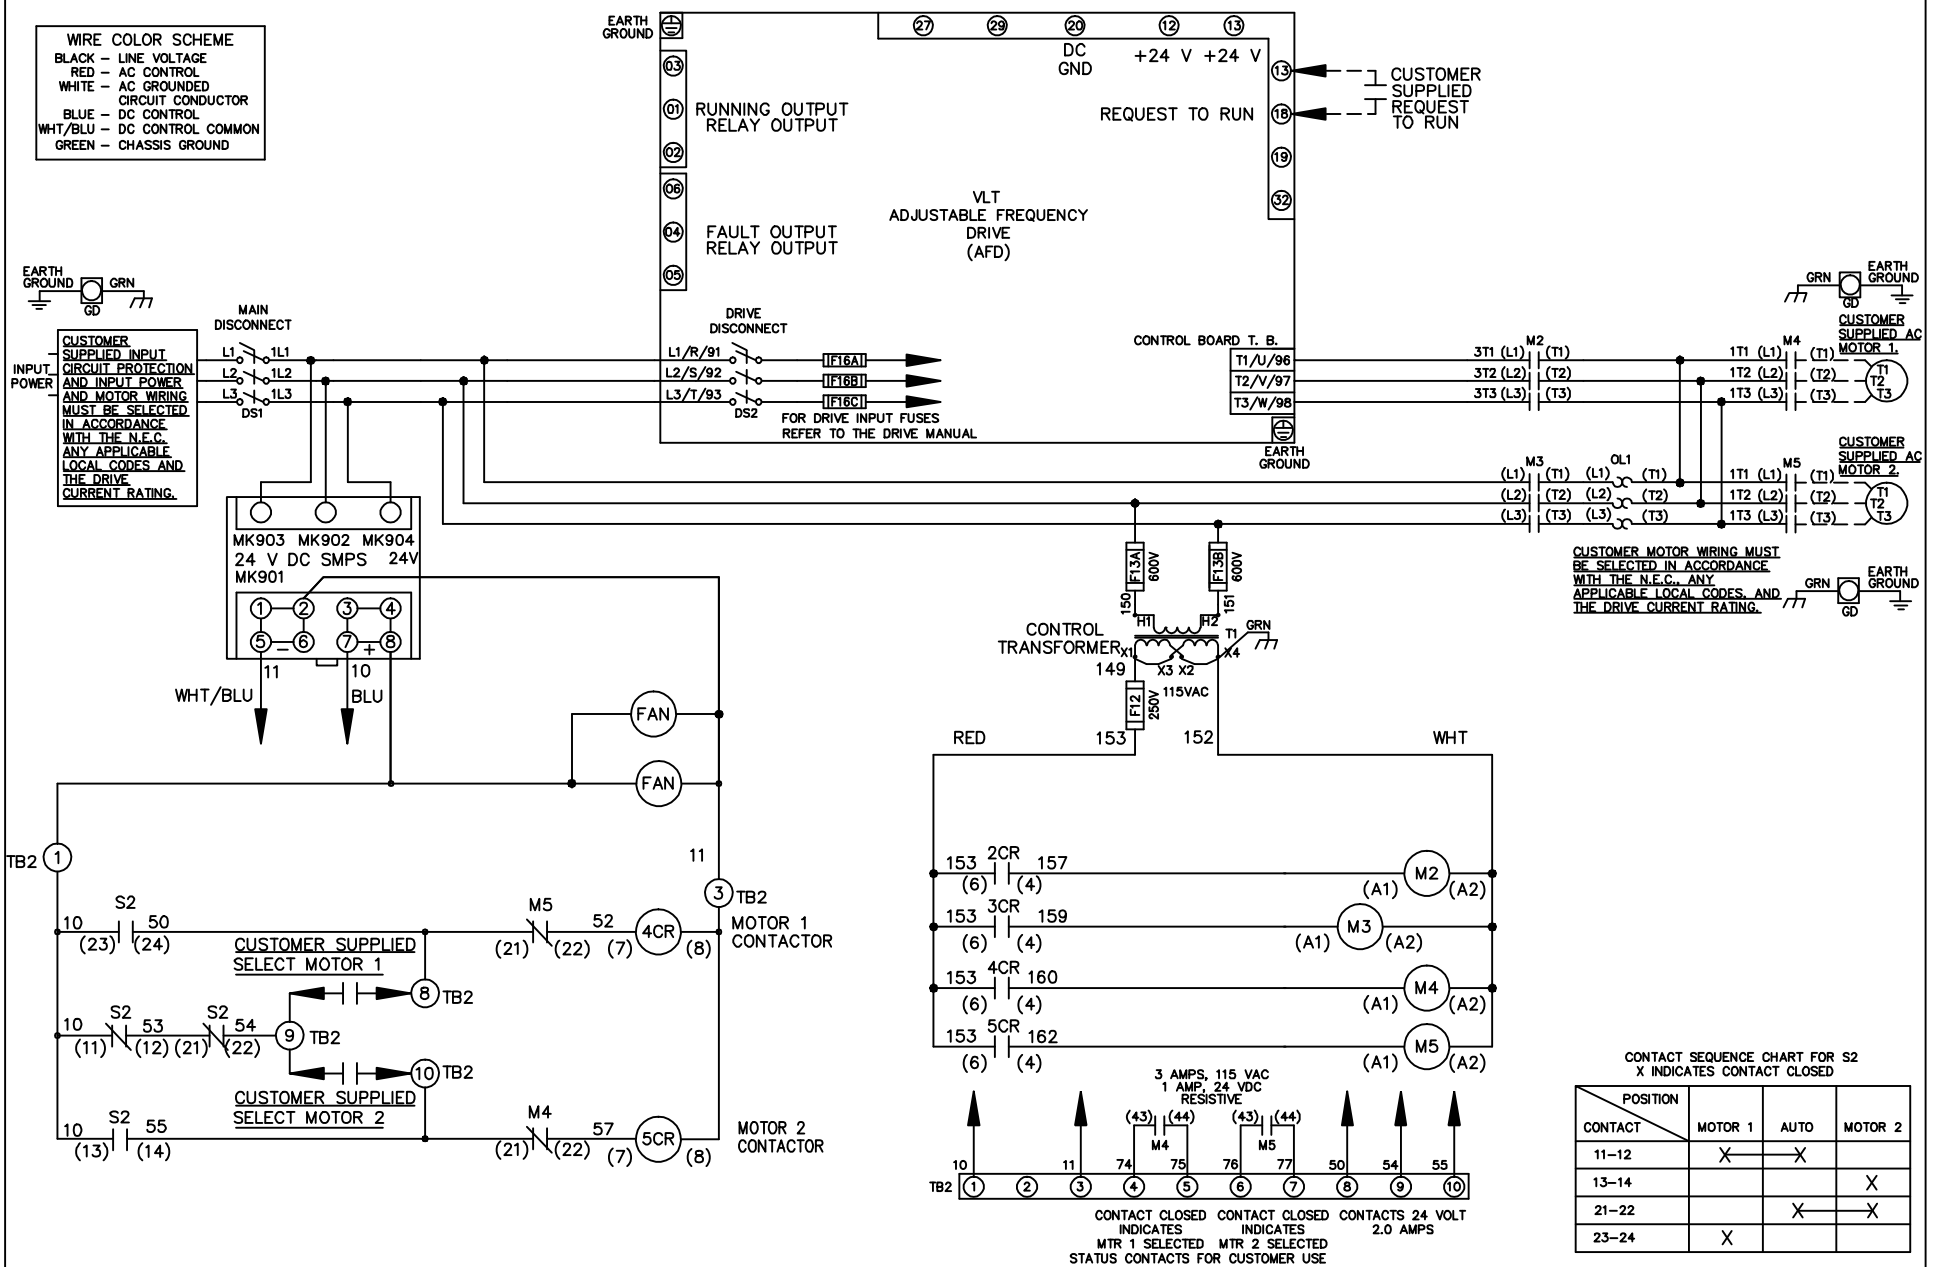 WIRE COLOR SCHEME
BLACK – LINE VOLTAGE
RED – AC CONTROL
WHITE – AC GROUNDED
CIRCUIT CONDUCTOR
BLUE – DC CONTROL
WHT/BLU – DC CONTROL COMMON
GREEN – CHASSIS GROUND
EARTH
GROUND
03
01
02
RUNNING OUTPUT
RELAY OUTPUT
06
04
05
FAULT OUTPUT
RELAY OUTPUT
27 29 20 12 13
DC
GND
+24 V +24 V
13
REQUEST TO RUN 18
19
32
CUSTOMER
SUPPLIED
REQUEST
TO RUN
VLT
ADJUSTABLE FREQUENCY
DRIVE
(AFD)
EARTH
GROUND
GRN
GD
INPUT
POWER
CUSTOMER
SUPPLIED INPUT
CIRCUIT PROTECTION
AND INPUT POWER
AND MOTOR WIRING
MUST BE SELECTED
IN ACCORDANCE
WITH THE N.E.C.
ANY APPLICABLE
LOCAL CODES AND
THE DRIVE
CURRENT RATING.
MAIN
DISCONNECT
L1 1L1
L2 1L2
L3 1L3
DS1
DRIVE
DISCONNECT
L1/R/91
L2/S/92
L3/T/93
DS2
F16A
F16B
F16C
FOR DRIVE INPUT FUSES
REFER TO THE DRIVE MANUAL
CONTROL BOARD T. B.
T1/U/96
T2/V/97
T3/W/98
EARTH
GROUND
M2
3T1 (L1) (T1)
3T2 (L2) (T2)
3T3 (L3) (T3)
M4
1T1 (L1) (T1)
1T2 (L2) (T2)
1T3 (L3) (T3)
GRN
GD
EARTH
GROUND
CUSTOMER
SUPPLIED AC
MOTOR 1.
T1
T2
T3
M3
(L1) (T1)
(L2) (T2)
(L3) (T3)
OL1
(L1) (T1)
(L2) (T2)
(L3) (T3)
M5
1T1 (L1) (T1)
1T2 (L2) (T2)
1T3 (L3) (T3)
CUSTOMER
SUPPLIED AC
MOTOR 2.
T1
T2
T3
CUSTOMER MOTOR WIRING MUST
BE SELECTED IN ACCORDANCE
WITH THE N.E.C., ANY
APPLICABLE LOCAL CODES, AND
THE DRIVE CURRENT RATING.
GRN
GD
EARTH
GROUND
MK903 MK902 MK904
24 V DC SMPS 24V
MK901
1 2 3 4
5 – 6 7 + 8
11 10
WHT/BLU BLU
FAN
FAN
F13A 600V
F13B 600V
150 151
H1 H2
CONTROL
TRANSFORMER
T1
GRN
X1 X3 X2 X4
149
F12 250V
115VAC
153 152
RED WHT
TB2 1
11
3 TB2
S2
10 50
(23) (24)
M5
(21) (22)
52
(7) 4CR (8)
MOTOR 1
CONTACTOR
CUSTOMER SUPPLIED
SELECT MOTOR 1
8 TB2
S2 S2
10 53 54
(11) (12) (21) (22)
9 TB2
10 TB2
CUSTOMER SUPPLIED
SELECT MOTOR 2
S2
10 55
(13) (14)
M4
(21) (22)
57
(7) 5CR (8)
MOTOR 2
CONTACTOR
2CR
153 157
(6) (4)
(A1) M2 (A2)
3CR
153 159
(6) (4)
(A1) M3 (A2)
4CR
153 160
(6) (4)
(A1) M4 (A2)
5CR
153 162
(6) (4)
(A1) M5 (A2)
3 AMPS, 115 VAC
1 AMP, 24 VDC
RESISTIVE
(43) (44) (43) (44)
M4 M5
10 11 74 75 76 77 50 54 55
TB2 1 2 3 4 5 6 7 8 9 10
CONTACT CLOSED
INDICATES
MTR 1 SELECTED
CONTACT CLOSED
INDICATES
MTR 2 SELECTED
CONTACTS 24 VOLT
2.0 AMPS
STATUS CONTACTS FOR CUSTOMER USE
CONTACT SEQUENCE CHART FOR S2
X INDICATES CONTACT CLOSED
POSITION
CONTACT MOTOR 1 AUTO MOTOR 2
11–12 X X
13–14 X
21–22 X X
23–24 X